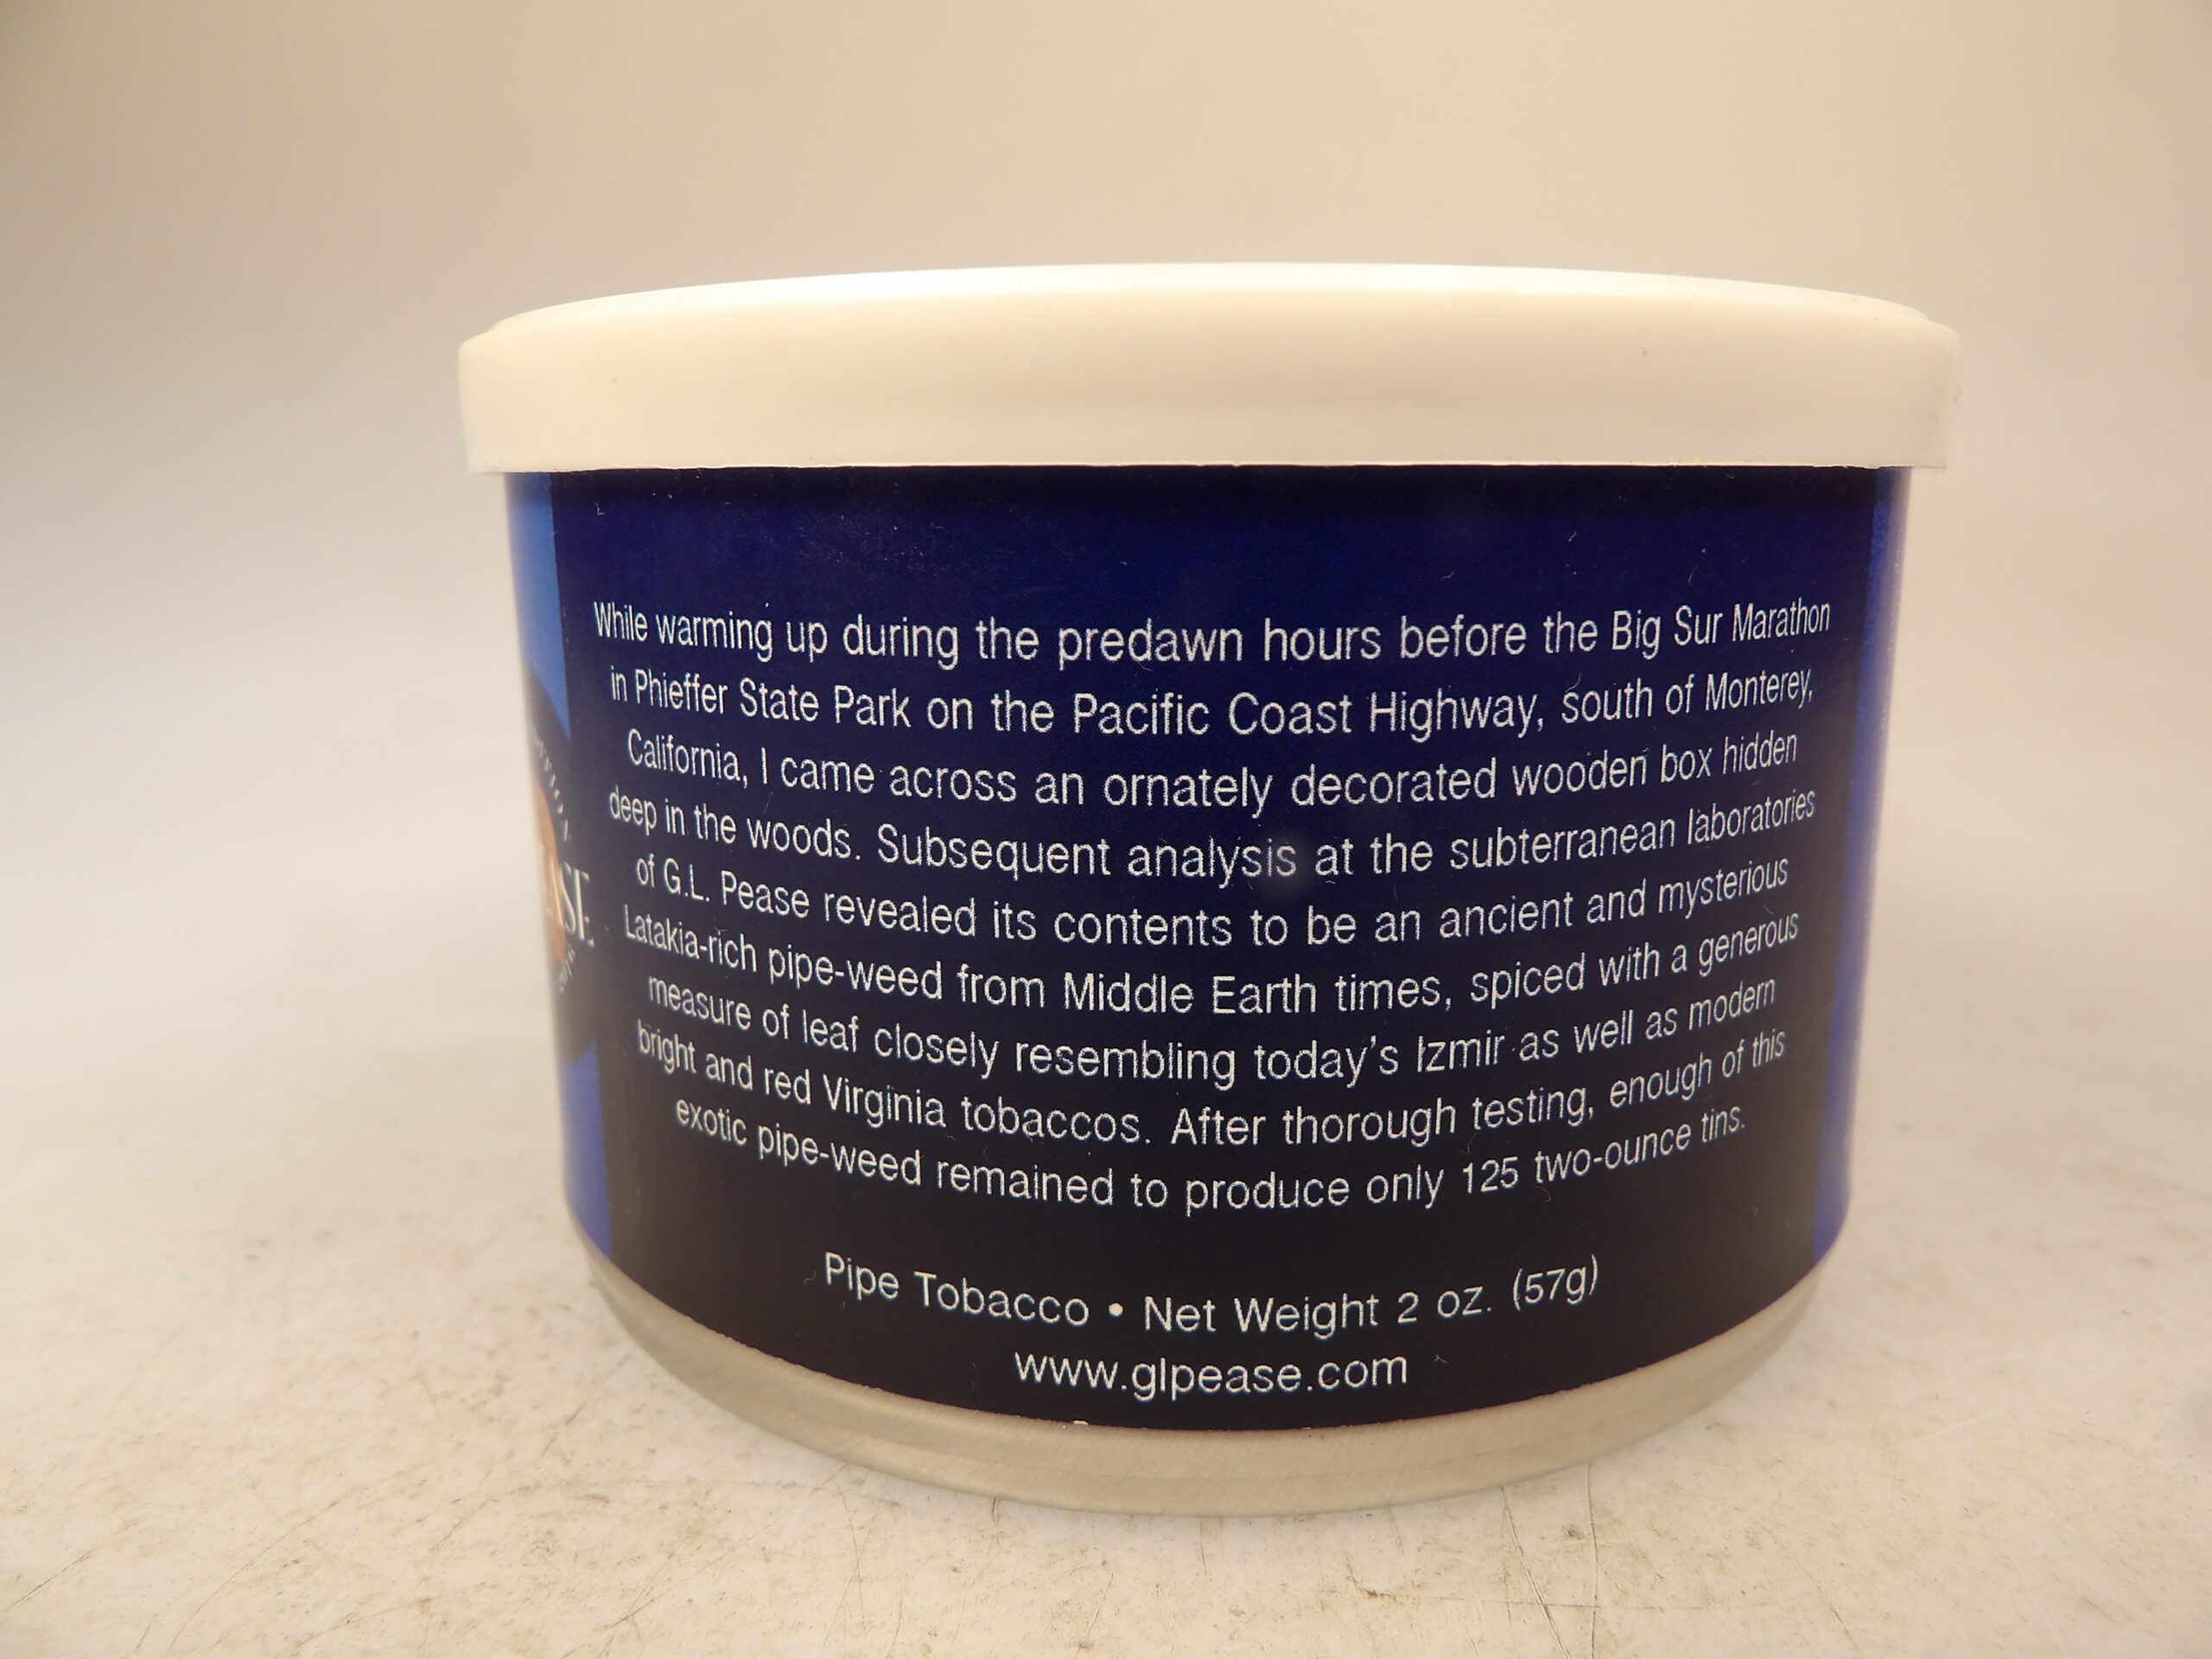 While warming up during the predawn hours before the Big Sur Marathon
in Phieffer State Park on the Pacific Coast Highway, south of Monterey,
California, I came across an ornately decorated wooden box hidden
deep in the woods. Subsequent analysis at the subterranean laboratories
of G.L. Pease revealed its contents to be an ancient and mysterious
Latakia-rich pipe-weed from Middle Earth times, spiced with a generous
measure of leaf closely resembling today's Izmir as well as modern
bright and red Virginia tobaccos. After thorough testing, enough of this
exotic pipe-weed remained to produce only 125 two-ounce tins.
Pipe Tobacco • Net Weight 2 oz. (57g)
www.glpease.com